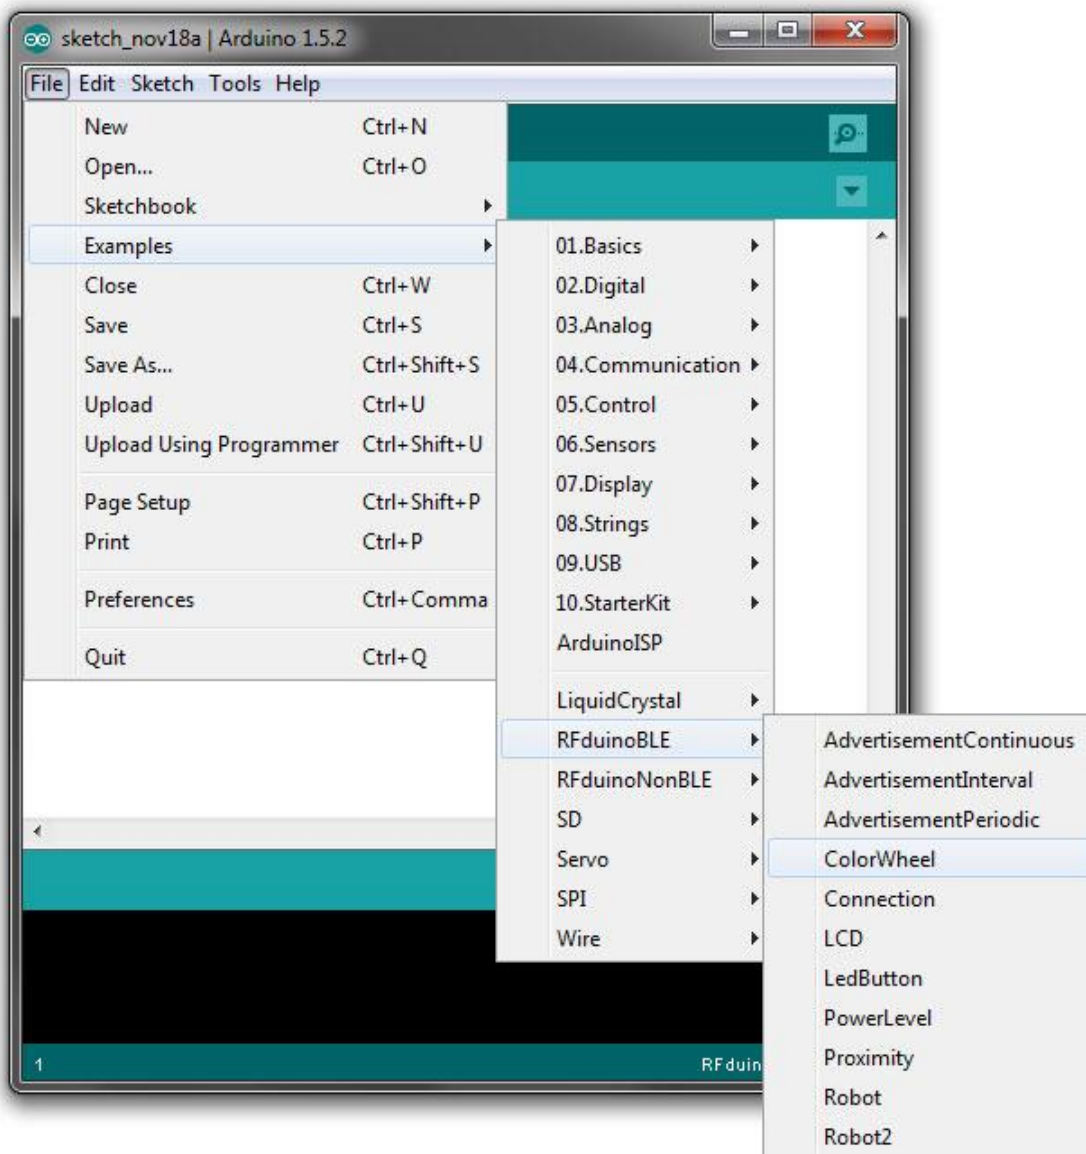 sketch_nov18a | Arduino 1.5.2
File Edit Sketch Tools Help
New Ctrl+N
Open... Ctrl+O
Sketchbook
Examples
Close Ctrl+W
Save Ctrl+S
Save As... Ctrl+Shift+S
Upload Ctrl+U
Upload Using Programmer Ctrl+Shift+U
Page Setup Ctrl+Shift+P
Print Ctrl+P
Preferences Ctrl+Comma
Quit Ctrl+Q
01.Basics
02.Digital
03.Analog
04.Communication
05.Control
06.Sensors
07.Display
08.Strings
09.USB
10.StarterKit
ArduinoISP
LiquidCrystal
RFduinoBLE
RFduinoNonBLE
SD
Servo
SPI
Wire
AdvertisementContinuous
AdvertisementInterval
AdvertisementPeriodic
ColorWheel
Connection
LCD
LedButton
PowerLevel
Proximity
Robot
Robot2
1 RFduin